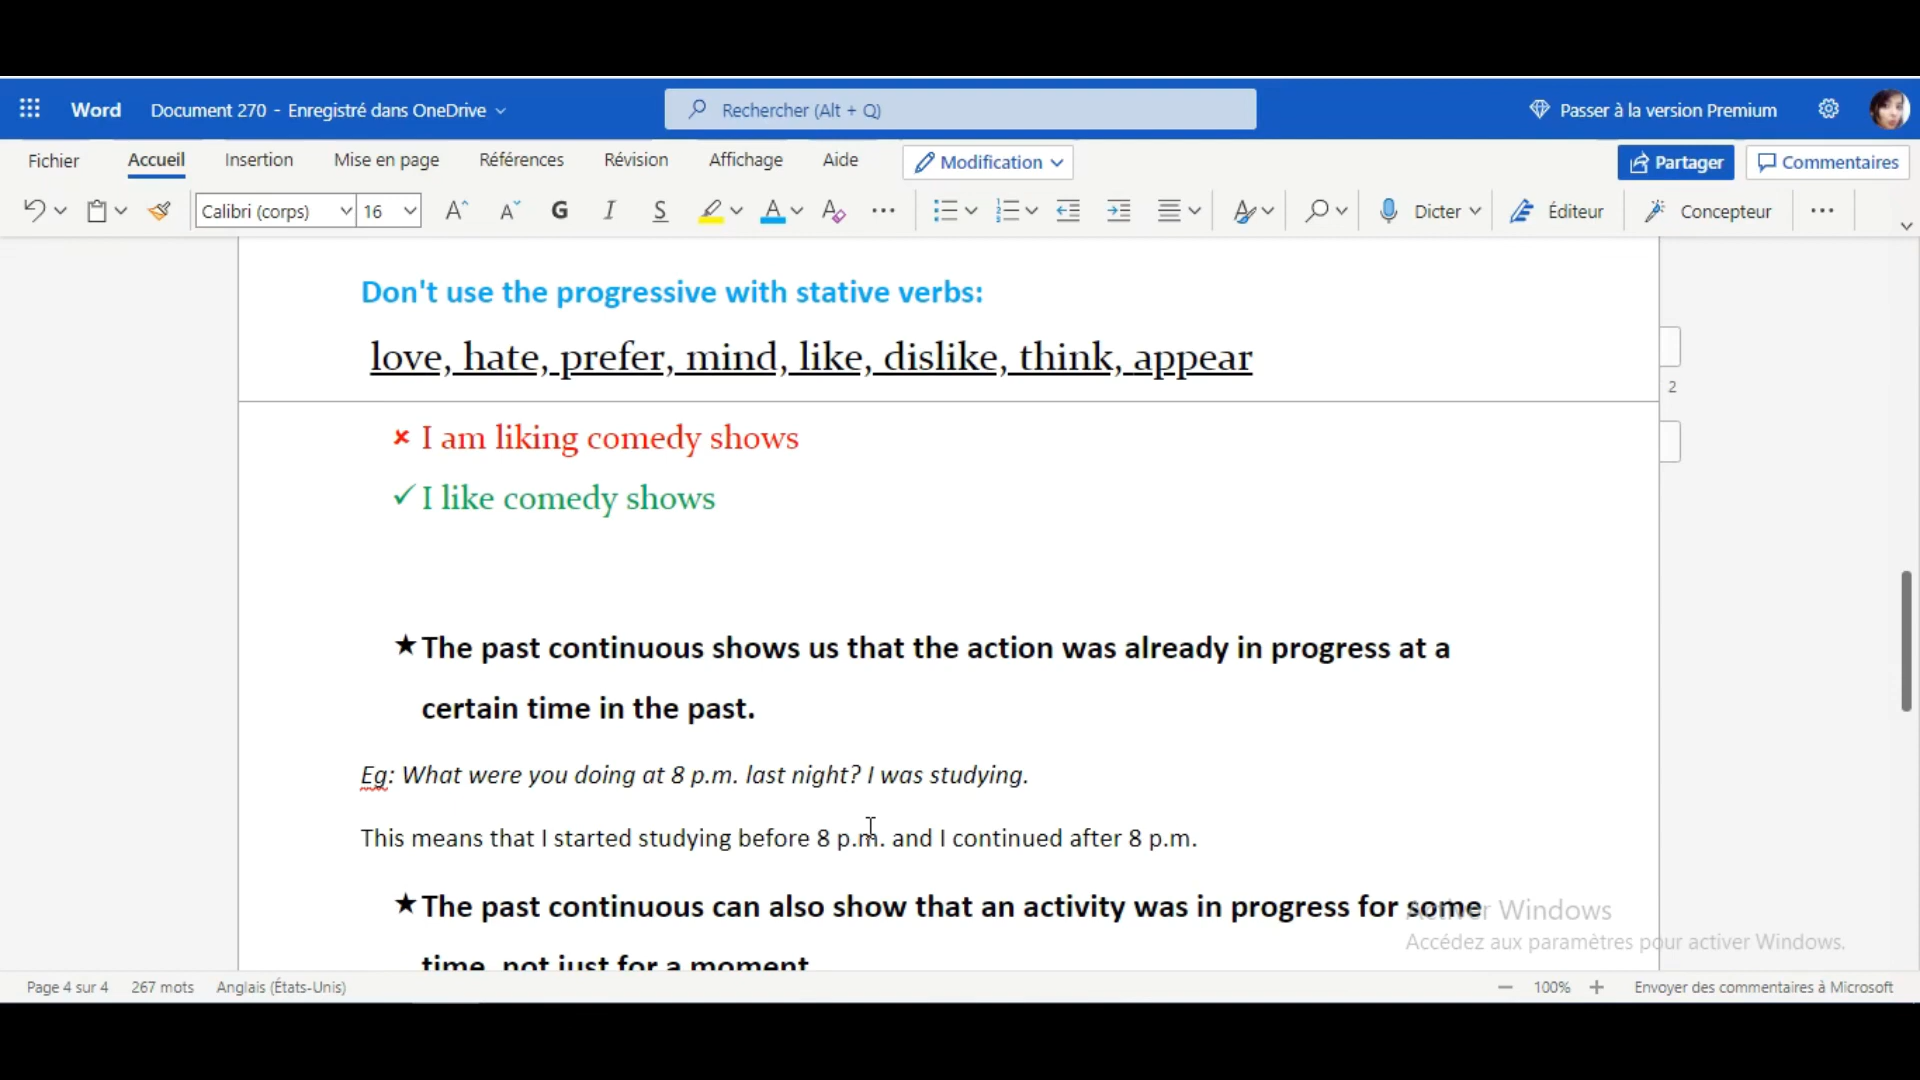 Word Document 270 - Enregistré dans OneDrive Rechercher (Alt + Q) Passer à la version Premium
Fichier Accueil Insertion Mise en page Références Révision Affichage Aide Modification Partager Commentaires
Calibri (corps) 16 A A G I S A A Dicter Éditeur Concepteur
Don't use the progressive with stative verbs:
love, hate, prefer, mind, like, dislike, think, appear
2
✘ I am liking comedy shows
✓ I like comedy shows
★ The past continuous shows us that the action was already in progress at a
certain time in the past.
Eg: What were you doing at 8 p.m. last night? I was studying.
This means that I started studying before 8 p.m. and I continued after 8 p.m.
★ The past continuous can also show that an activity was in progress for some
time, not just for a moment
Activer Windows
Accédez aux paramètres pour activer Windows.
Page 4 sur 4 267 mots Anglais (États-Unis) 100% Envoyer des commentaires à Microsoft